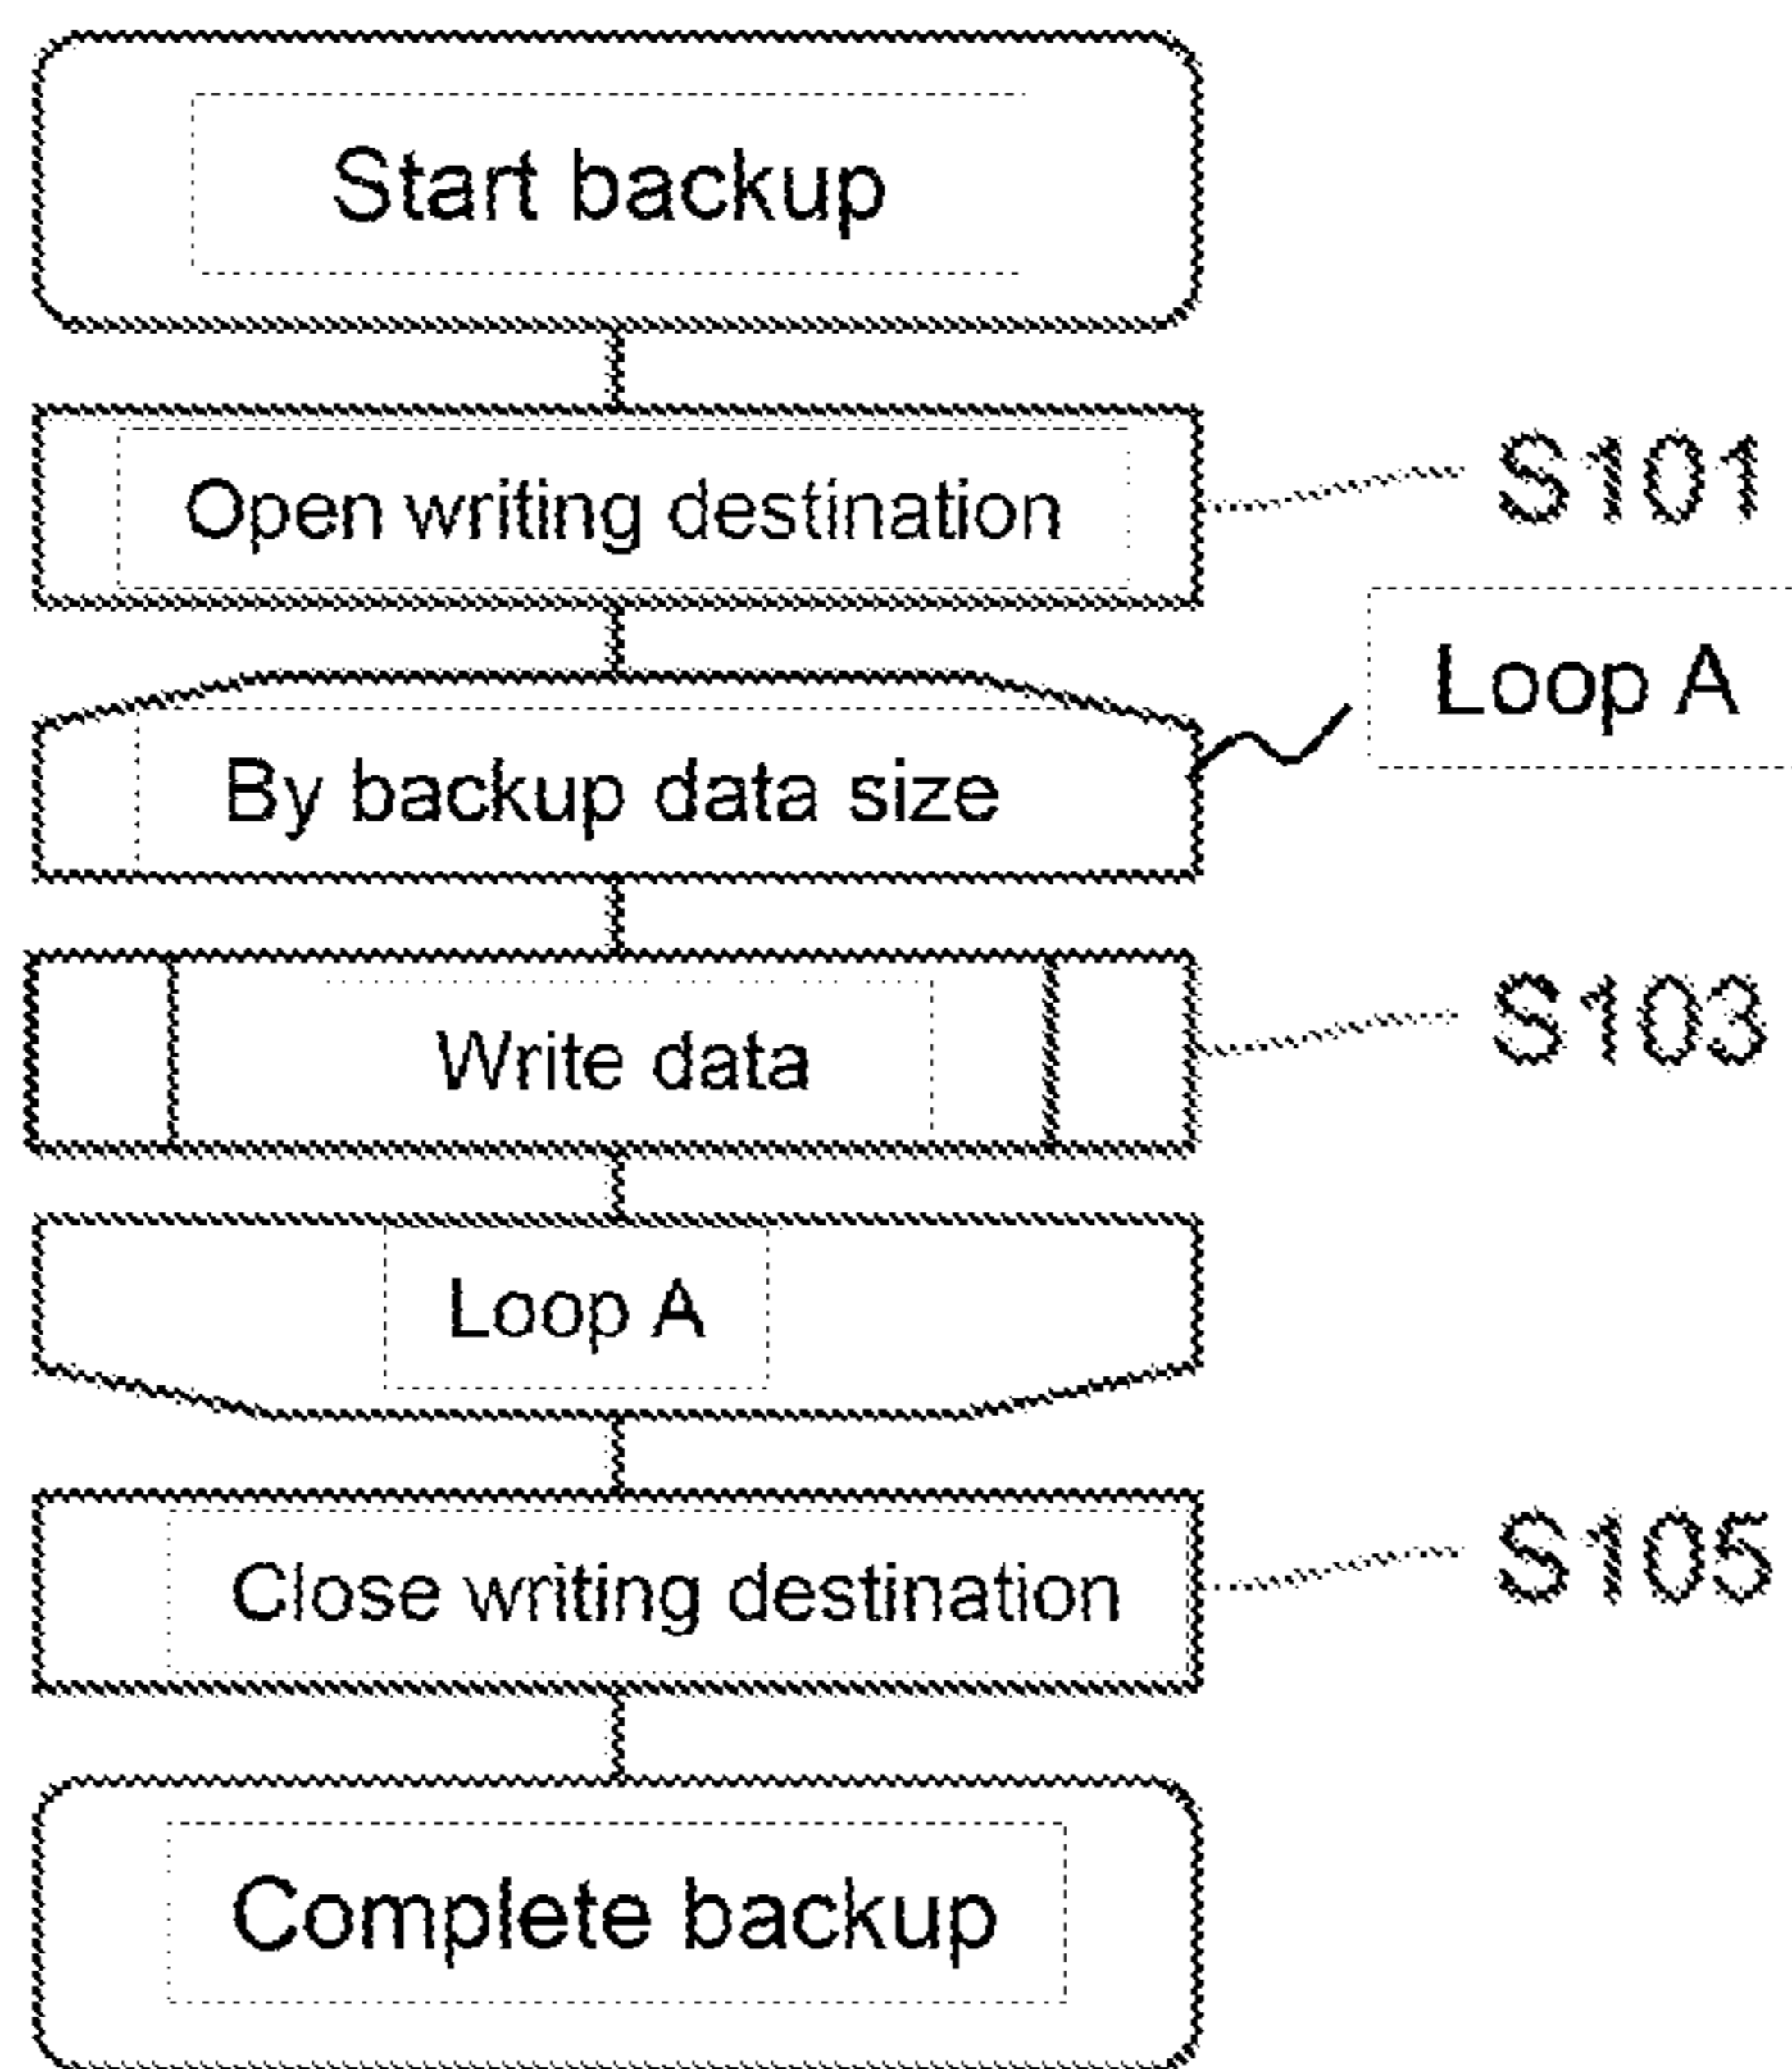 Start backup
Open writing destination
S101
Loop A
By backup data size
Write data
S103
Loop A
Close writing destination
S105
Complete backup